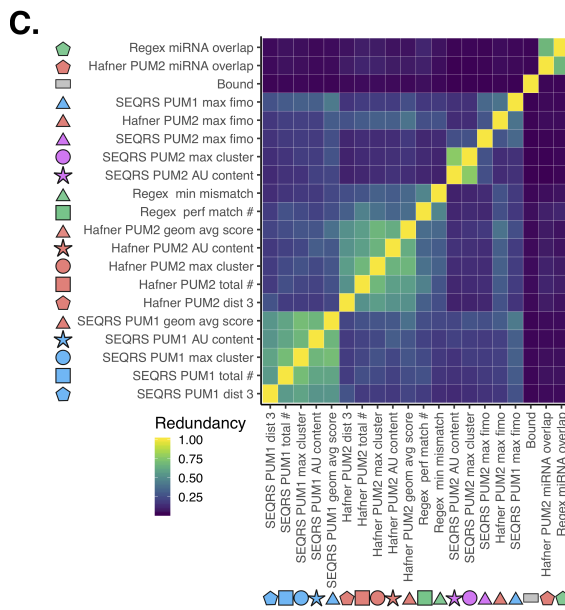 C.
Regex miRNA overlap
Hafner PUM2 miRNA overlap
Bound
SEQRS PUM1 max fimo
Hafner PUM2 max fimo
SEQRS PUM2 max fimo
SEQRS PUM2 max cluster
SEQRS PUM2 AU content
Regex  min mismatch
Regex  perf match #
Hafner PUM2 geom avg score
Hafner PUM2 AU content
Hafner PUM2 max cluster
Hafner PUM2 total #
Hafner PUM2 dist 3
SEQRS PUM1 geom avg score
SEQRS PUM1 AU content
SEQRS PUM1 max cluster
SEQRS PUM1 total #
SEQRS PUM1 dist 3
Redundancy
1.00
0.75
0.50
0.25
SEQRS PUM1 dist 3
SEQRS PUM1 total #
SEQRS PUM1 max cluster
SEQRS PUM1 AU content
SEQRS PUM1 geom avg score
Hafner PUM2 dist 3
Hafner PUM2 total #
Hafner PUM2 max cluster
Hafner PUM2 AU content
Hafner PUM2 geom avg score
Regex  perf match #
Regex  min mismatch
SEQRS PUM2 AU content
SEQRS PUM2 max cluster
SEQRS PUM2 max fimo
Hafner PUM2 max fimo
SEQRS PUM1 max fimo
Bound
Hafner PUM2 miRNA overlap
Regex miRNA overlap